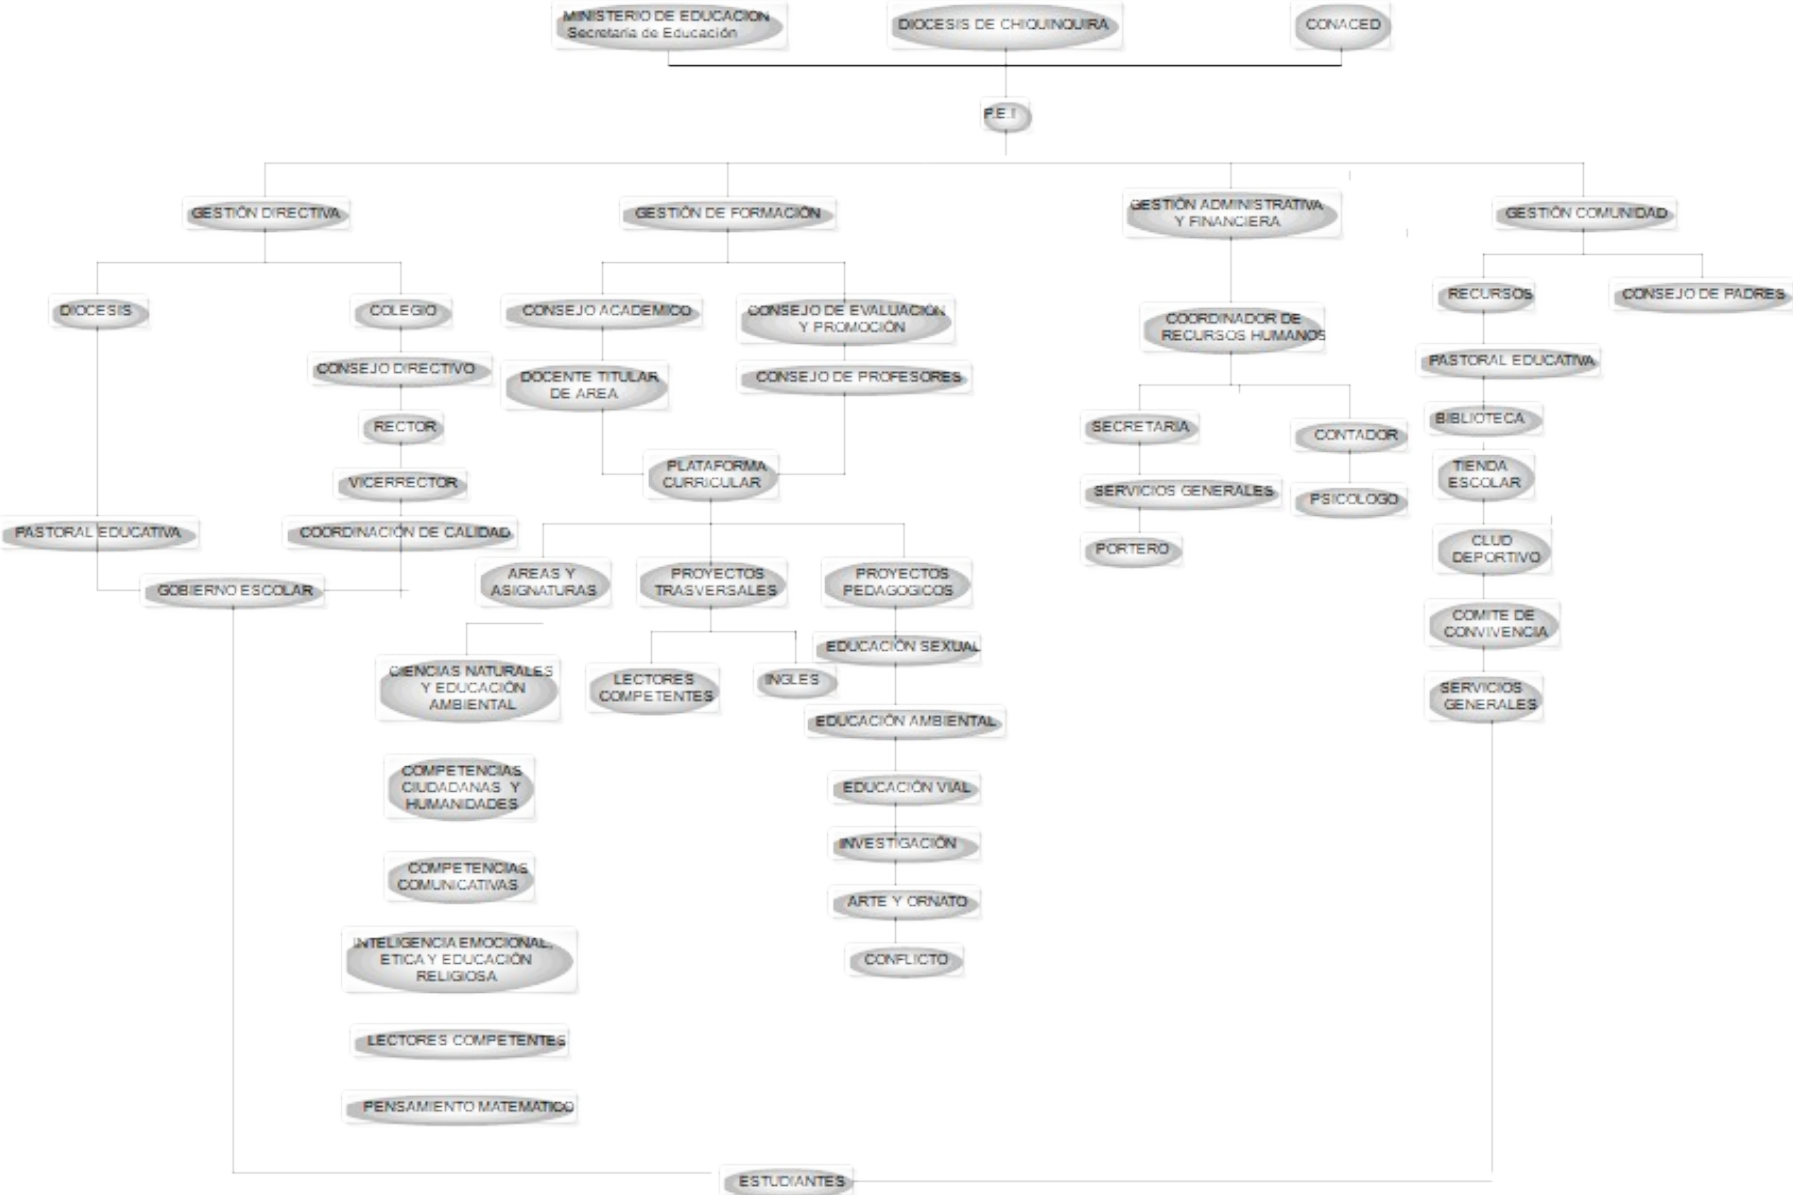 MINISTERIO DE EDUCACION
Secretaria de Educación
DIOCESIS DE CHIQUINQUIRA
CONACED
P.E.I
GESTIÓN DIRECTIVA
GESTIÓN DE FORMACIÓN
GESTIÓN ADMINISTRATIVA
Y FINANCIERA
GESTIÓN COMUNIDAD
DIOCESIS
COLEGIO
CONSEJO ACADEMICO
CONSEJO DE EVALUACIÓN
Y PROMOCIÓN
COORDINADOR DE
RECURSOS HUMANOS
RECURSOS
CONSEJO DE PADRES
CONSEJO DIRECTIVO
DOCENTE TITULAR
DE AREA
CONSEJO DE PROFESORES
PASTORAL EDUCATIVA
RECTOR
SECRETARIA
CONTADOR
BIBLIOTECA
VICERRECTOR
PLATAFORMA
CURRICULAR
SERVICIOS GENERALES
PSICOLOGO
TIENDA
ESCOLAR
PASTORAL EDUCATIVA
COORDINACIÓN DE CALIDAD
PORTERO
CLUD
DEPORTIVO
GOBIERNO ESCOLAR
AREAS Y
ASIGNATURAS
PROYECTOS
TRASVERSALES
PROYECTOS
PEDAGOGICOS
COMITE DE
CONVIVENCIA
EDUCACIÓN SEXUAL
CIENCIAS NATURALES
Y EDUCACIÓN
AMBIENTAL
LECTORES
COMPETENTES
INGLES
SERVICIOS
GENERALES
EDUCACIÓN AMBIENTAL
COMPETENCIAS
CIUDADANAS Y
HUMANIDADES
EDUCACIÓN VIAL
INVESTIGACIÓN
COMPETENCIAS
COMUNICATIVAS
ARTE Y ORNATO
INTELIGENCIA EMOCIONAL,
ETICA Y EDUCACIÓN
RELIGIOSA
CONFLICTO
LECTORES COMPETENTES
PENSAMIENTO MATEMATICO
ESTUDIANTES